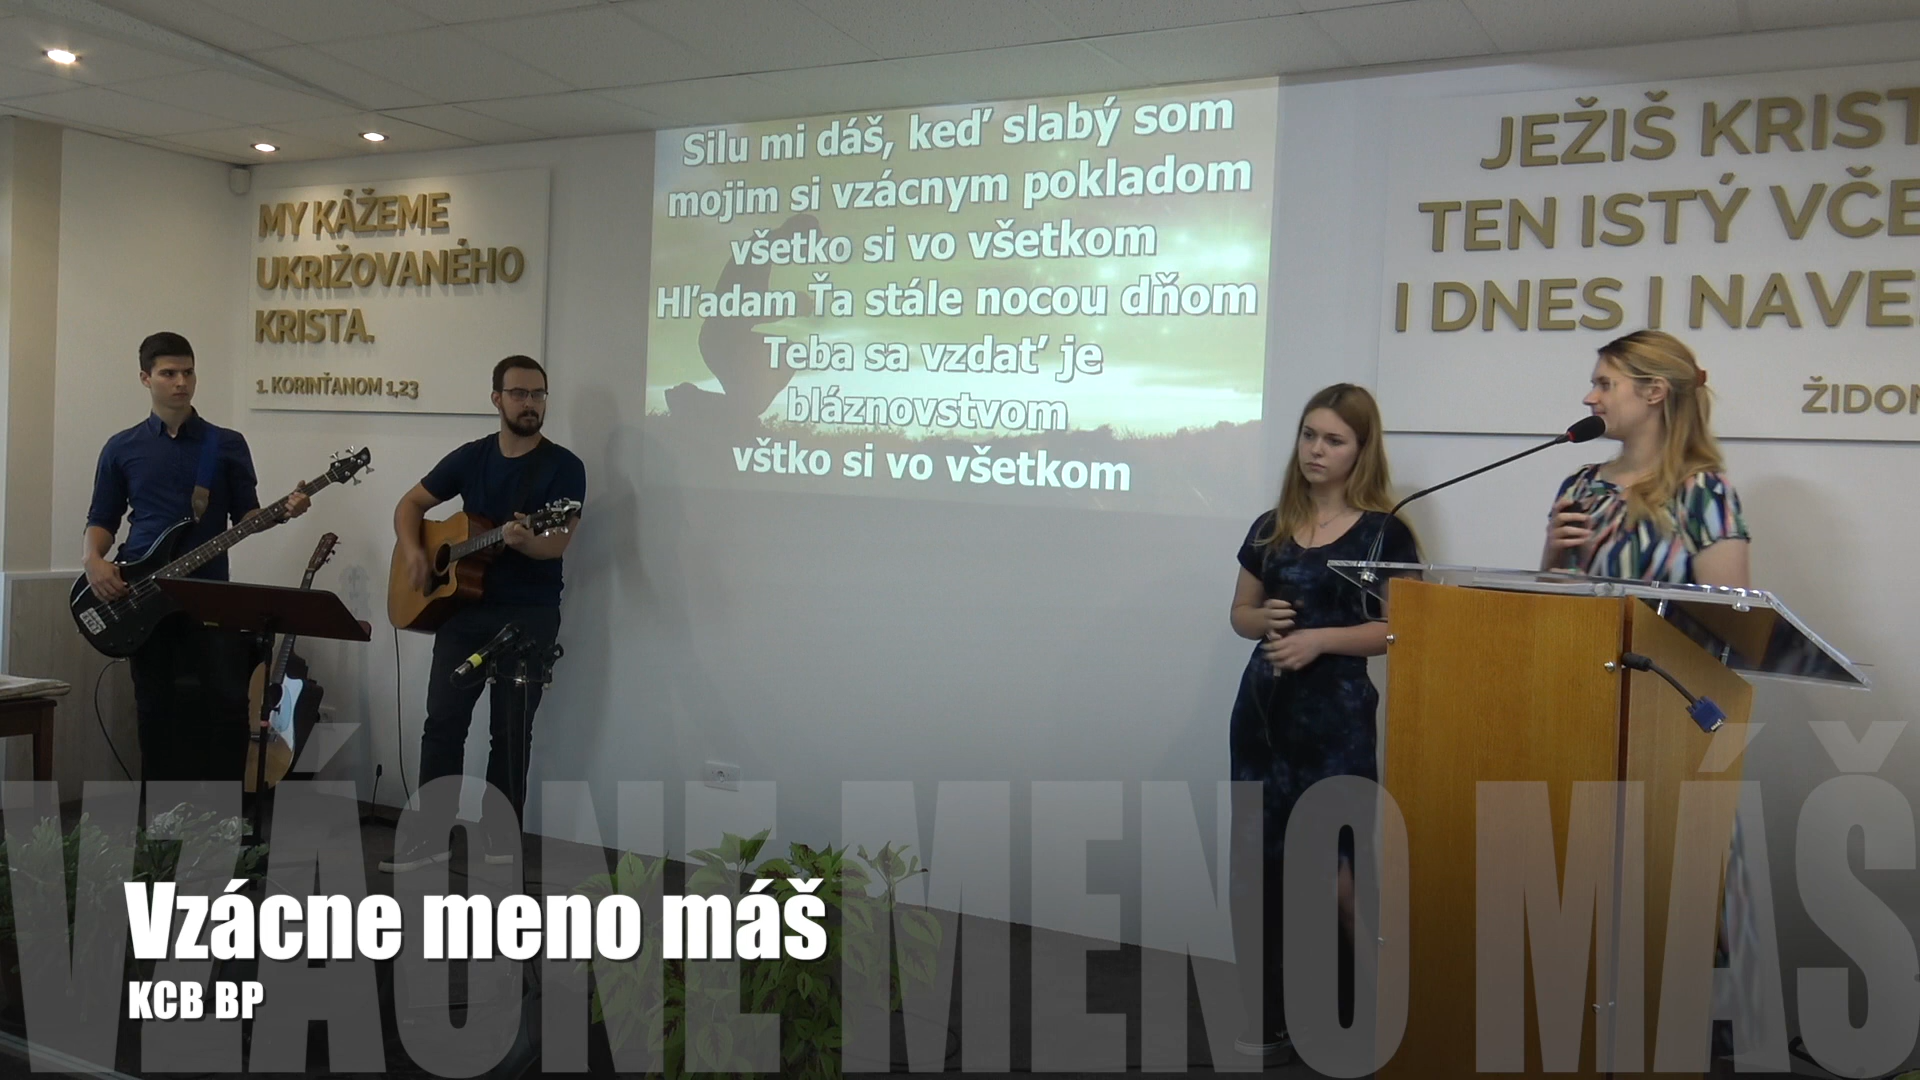 MY KÁŽEME
UKRIŽOVANÉHO
KRISTA.
1. KORINŤANOM 1,23
Silu mi dáš, keď slabý som
mojim si vzácnym pokladom
všetko si vo všetkom
Hľadam Ťa stále nocou dňom
Teba sa vzdať je
bláznovstvom
vštko si vo všetkom
JEŽIŠ KRIST
TEN ISTÝ VČE
I DNES I NAVE
ŽIDON
VZÁCNE MENO MÁŠ
Vzácne meno máš
KCB BP